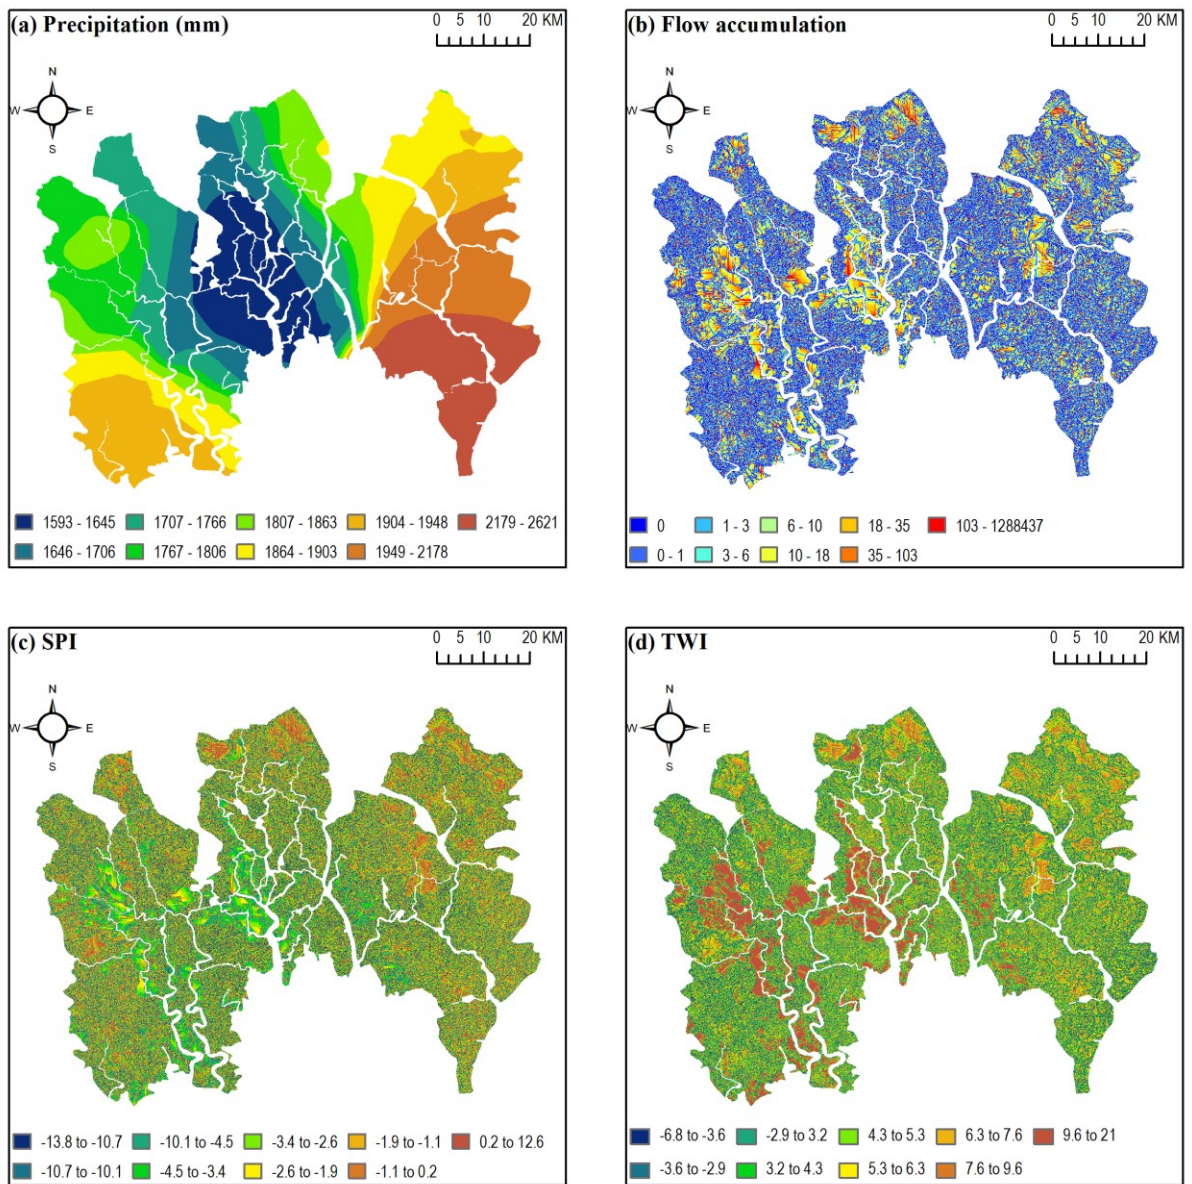 (a) Precipitation (mm)
0 5 10 20 KM
N
W E
S
1593 - 1645 1707 - 1766 1807 - 1863 1904 - 1948 2179 - 2621
1646 - 1706 1767 - 1806 1864 - 1903 1949 - 2178
(b) Flow accumulation
0 5 10 20 KM
N
W E
S
0 1 - 3 6 - 10 18 - 35 103 - 1288437
0 - 1 3 - 6 10 - 18 35 - 103
(c) SPI
0 5 10 20 KM
N
W E
S
-13.8 to -10.7 -10.1 to -4.5 -3.4 to -2.6 -1.9 to -1.1 0.2 to 12.6
-10.7 to -10.1 -4.5 to -3.4 -2.6 to -1.9 -1.1 to 0.2
(d) TWI
0 5 10 20 KM
N
W E
S
-6.8 to -3.6 -2.9 to 3.2 4.3 to 5.3 6.3 to 7.6 9.6 to 21
-3.6 to -2.9 3.2 to 4.3 5.3 to 6.3 7.6 to 9.6